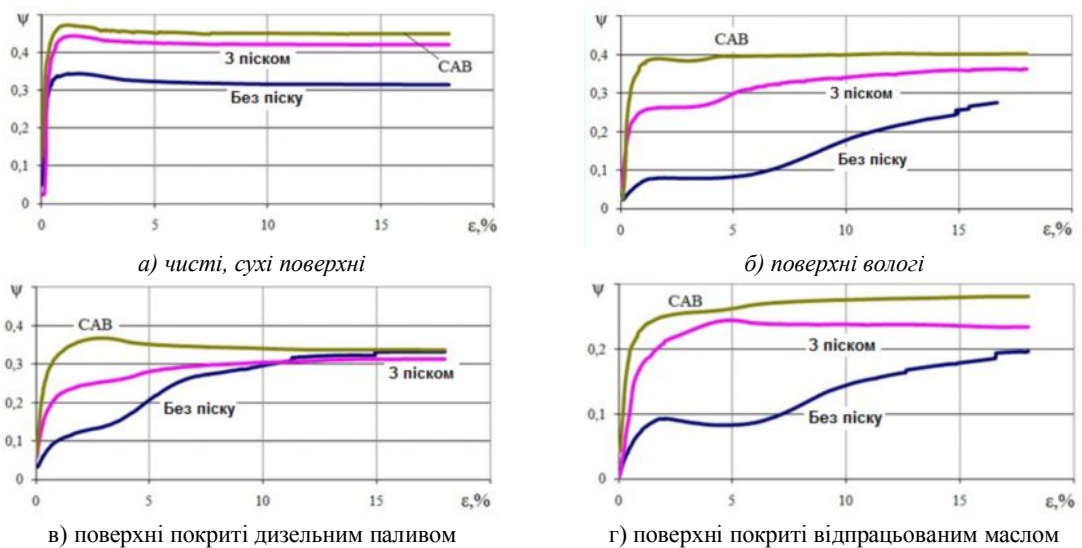 ψ
0,4
0,3
0,2
0,1
0
З піском
САВ
Без піску
0 5 10 15 ε,%
а) чисті, сухі поверхні
ψ
0,4
0,3
0,2
0,1
0
САВ
З піском
Без піску
0 5 10 15 ε,%
б) поверхні вологі
ψ
0,4
0,3
0,2
0,1
0
САВ
З піском
Без піску
0 5 10 15 ε,%
в) поверхні покриті дизельним паливом
ψ
0,2
0,1
0
САВ
З піском
Без піску
0 5 10 15 ε,%
г) поверхні покриті відпрацьованим маслом